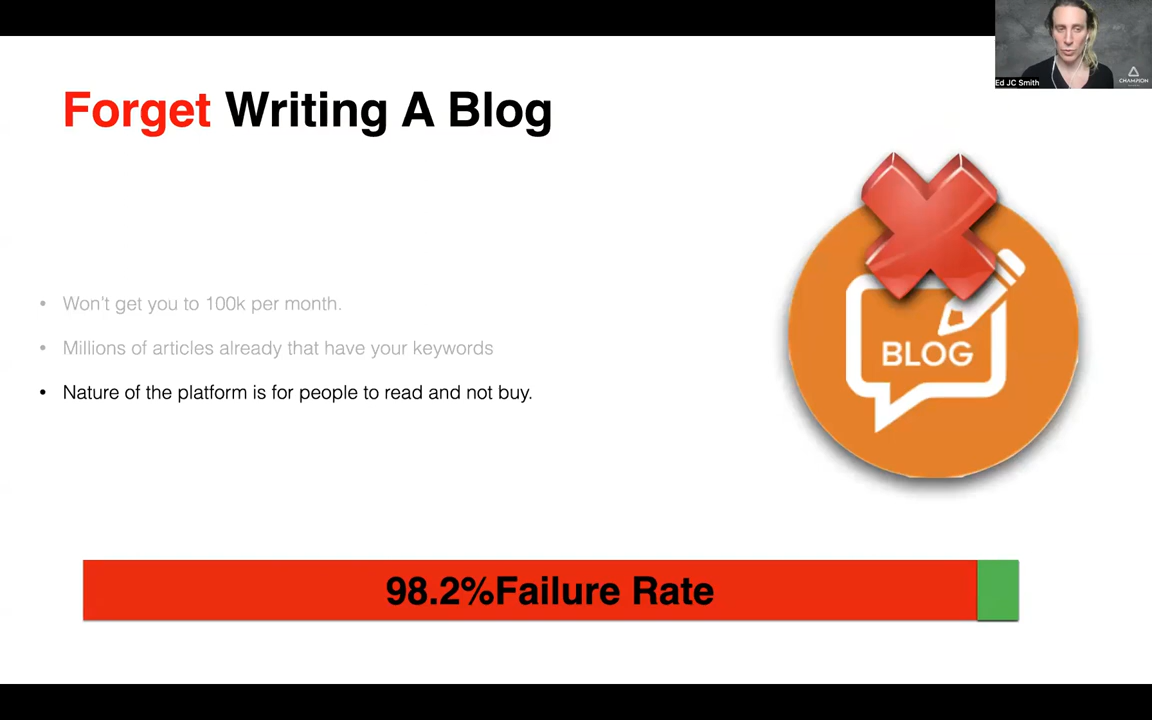 Ed JC Smith
CHAMPION
Forget Writing A Blog
• Won't get you to 100k per month.
• Millions of articles already that have your keywords
• Nature of the platform is for people to read and not buy.
BLOG
98.2%Failure Rate